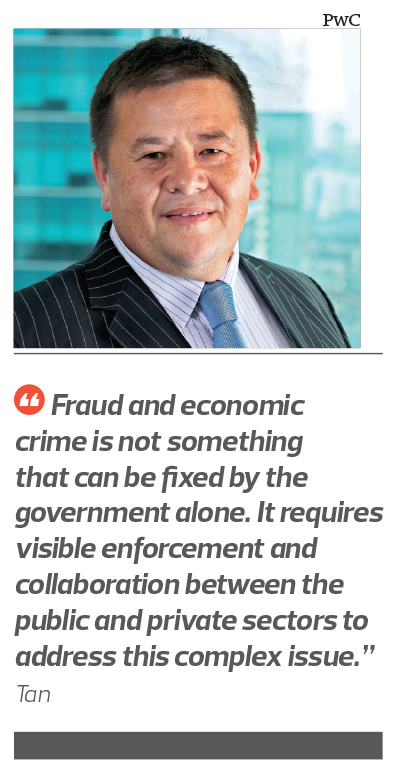 PwC
“ Fraud and economic
crime is not something
that can be fixed by the
government alone. It requires
visible enforcement and
collaboration between the
public and private sectors to
address this complex issue.”
Tan